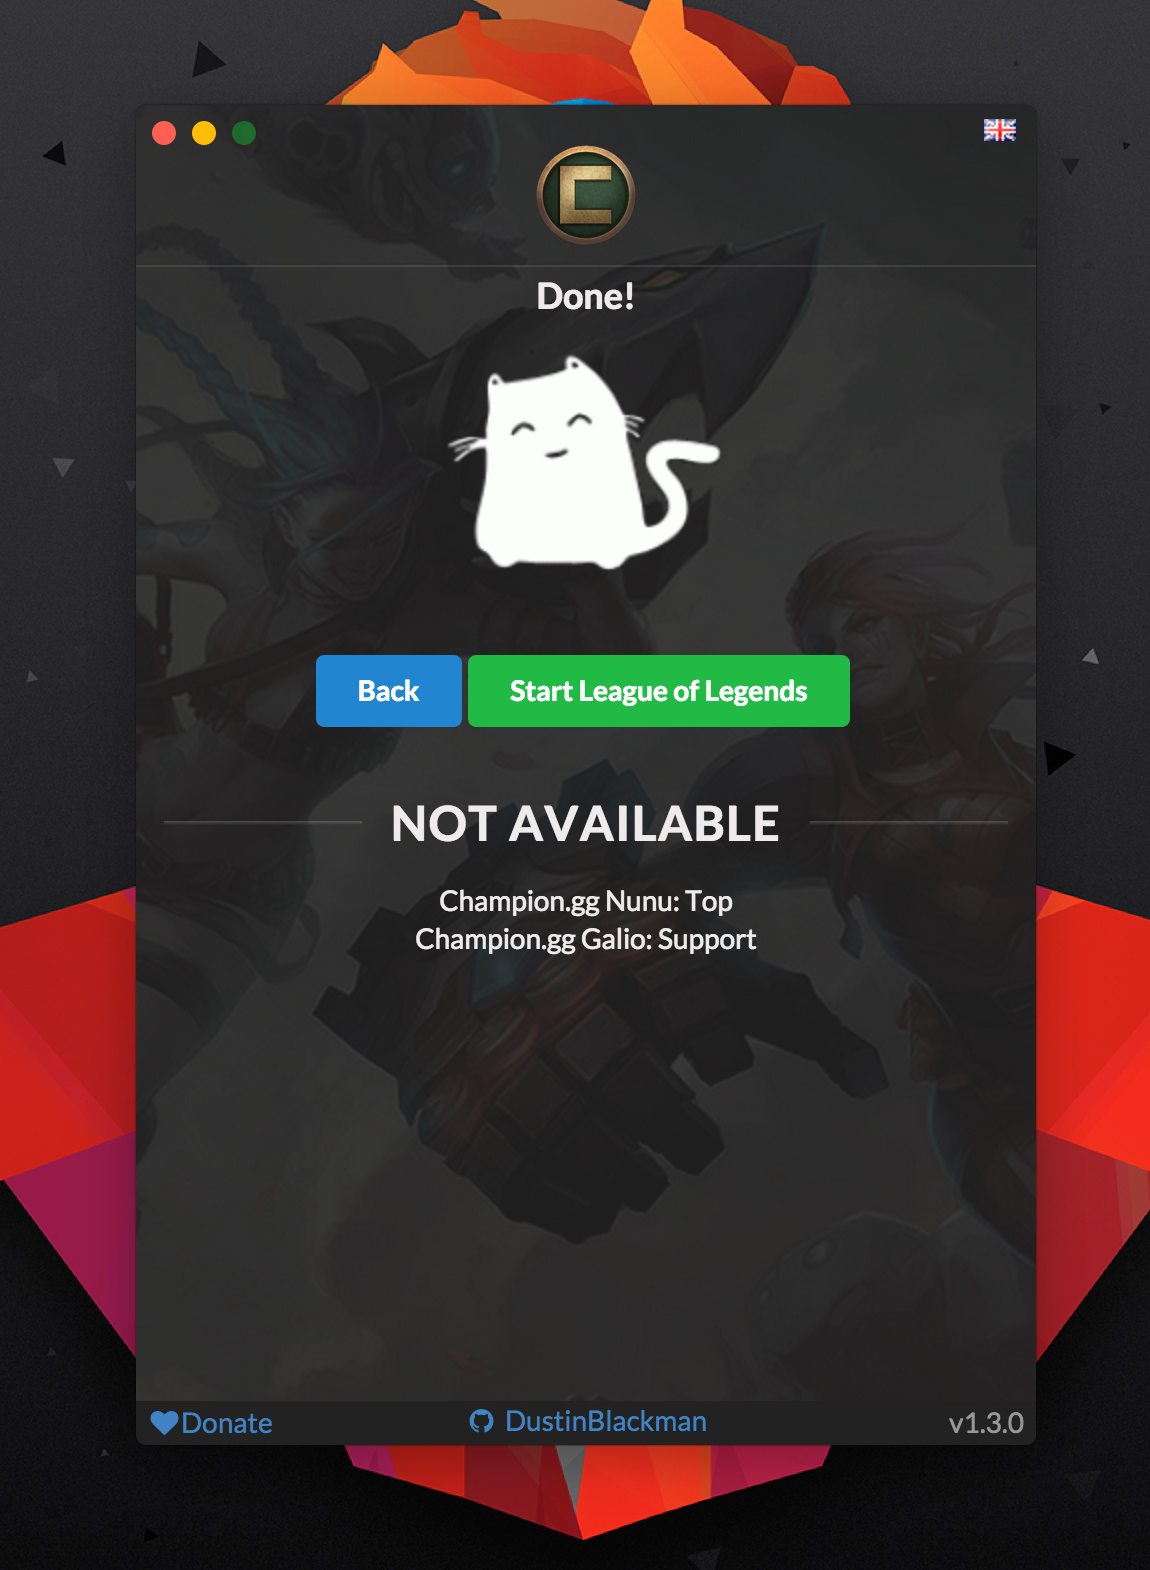 C
Done!
Back
Start League of Legends
NOT AVAILABLE
Champion.gg Nunu: Top
Champion.gg Galio: Support
Donate
DustinBlackman
v1.3.0